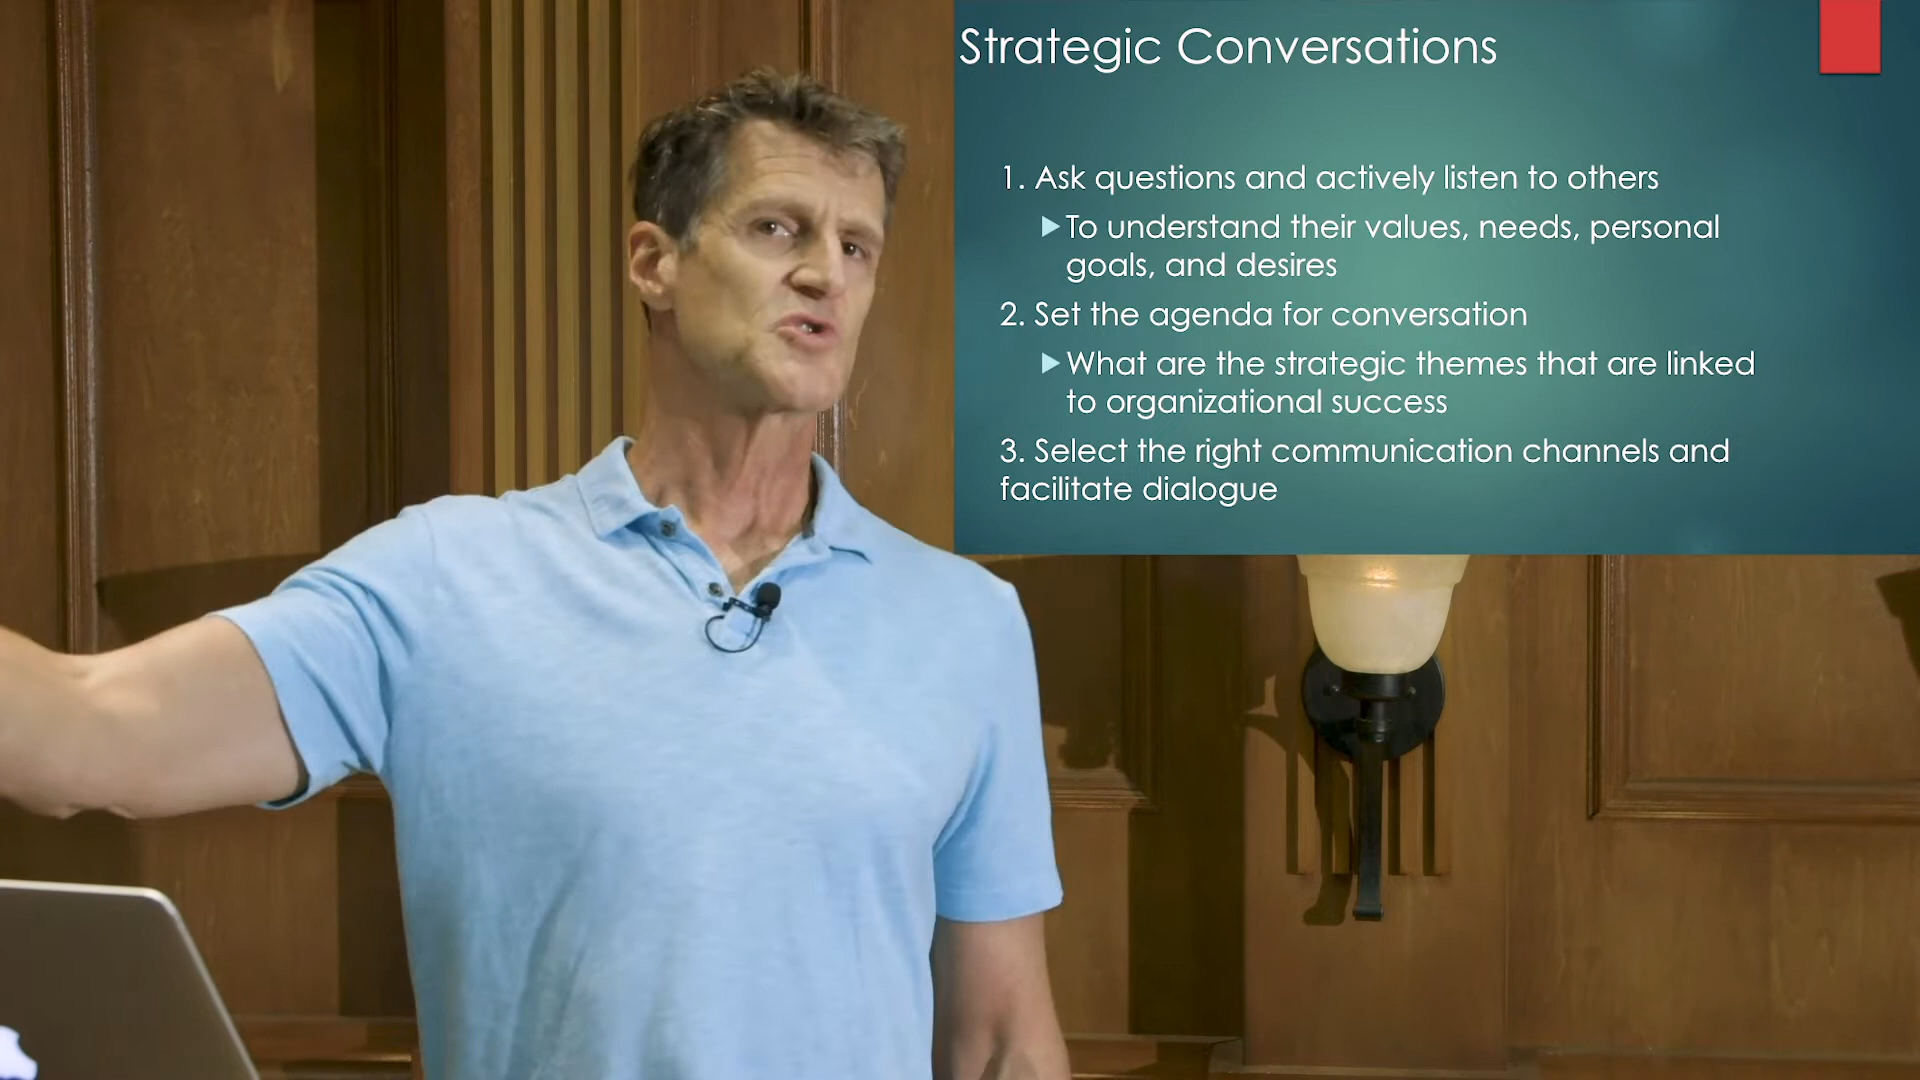 Strategic Conversations
1. Ask questions and actively listen to others
To understand their values, needs, personal
goals, and desires
2. Set the agenda for conversation
What are the strategic themes that are linked
to organizational success
3. Select the right communication channels and
facilitate dialogue